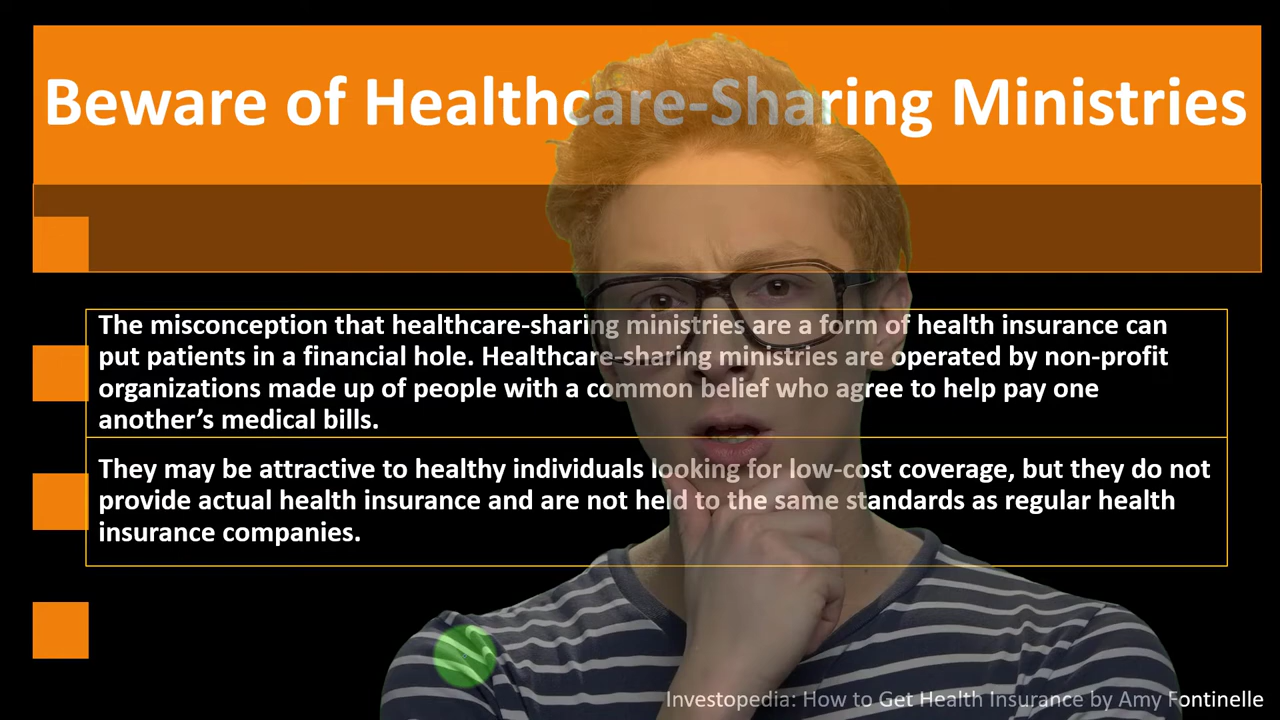 Beware of Healthcare-Sharing Ministries
The misconception that healthcare-sharing ministries are a form of health insurance can
put patients in a financial hole. Healthcare-sharing ministries are operated by non-profit
organizations made up of people with a common belief who agree to help pay one
another’s medical bills.
They may be attractive to healthy individuals looking for low-cost coverage, but they do not
provide actual health insurance and are not held to the same standards as regular health
insurance companies.
Investopedia: How to Get Health Insurance by Amy Fontinelle